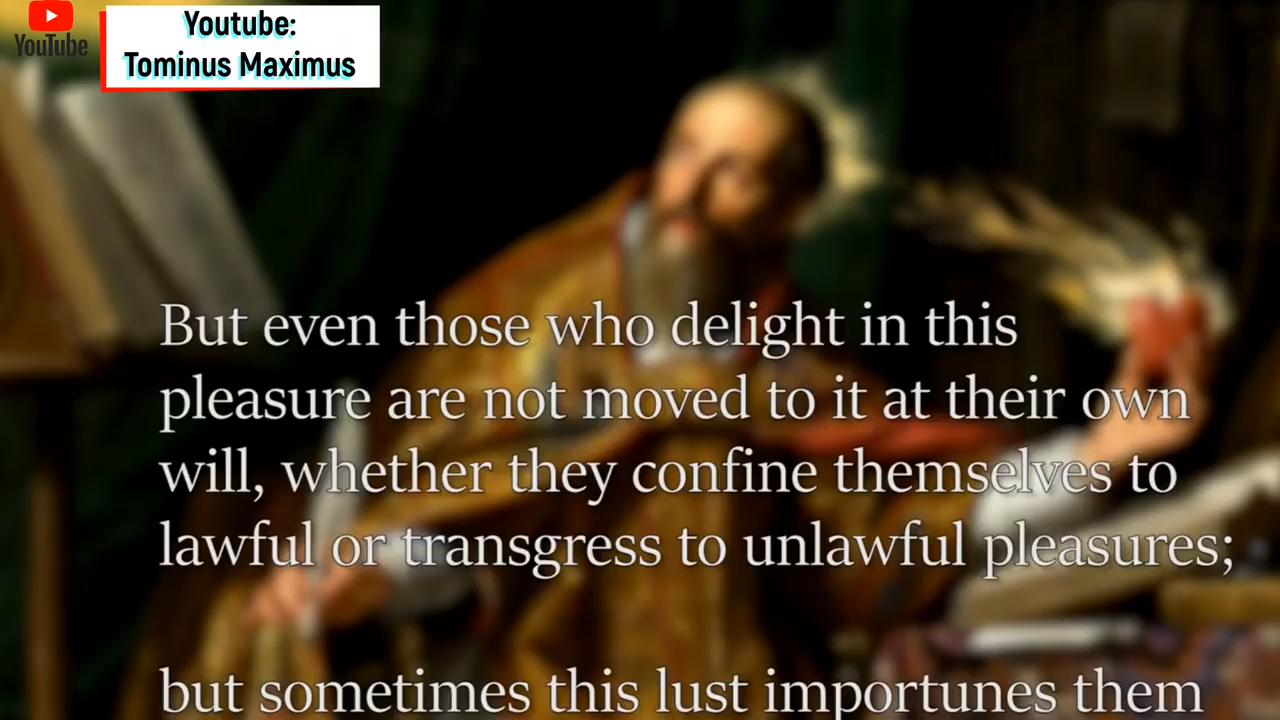 YouTube
Youtube:
Tominus Maximus
But even those who delight in this
pleasure are not moved to it at their own
will, whether they confine themselves to
lawful or transgress to unlawful pleasures;
but sometimes this lust importunes them